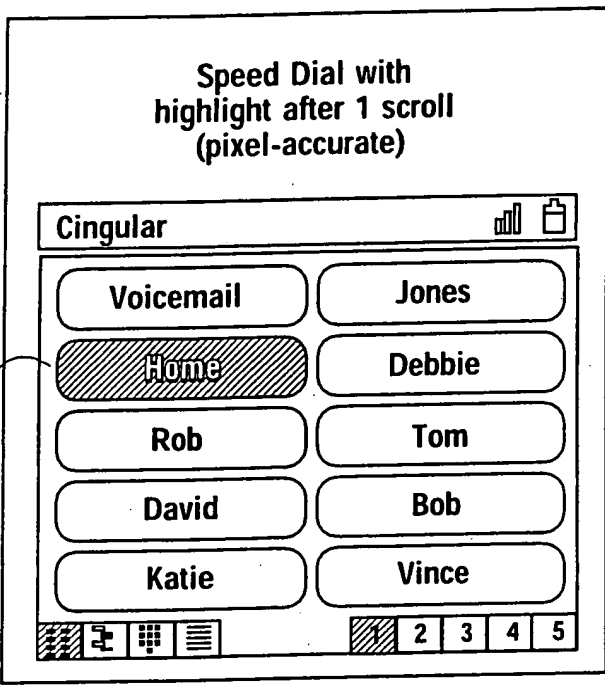 Speed Dial with
highlight after 1 scroll
(pixel-accurate)
Cingular
Voicemail Jones
Home Debbie
Rob Tom
David Bob
Katie Vince
1 2 3 4 5